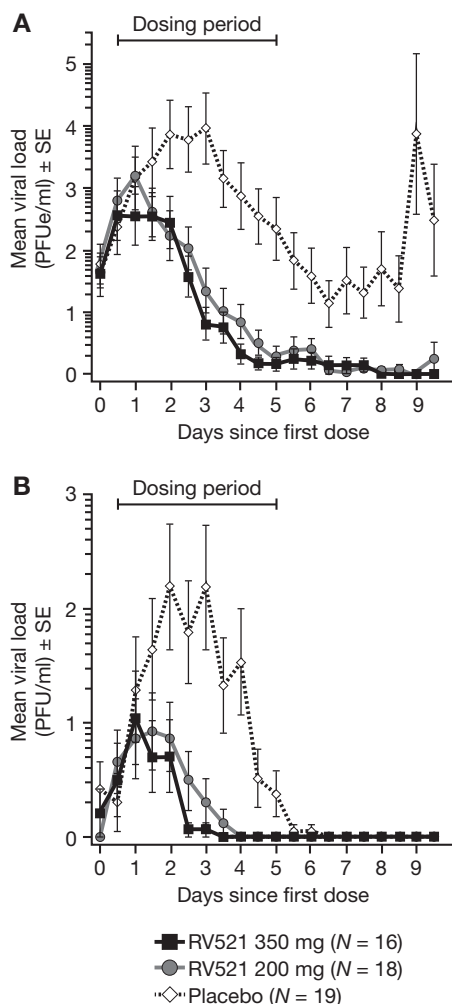 A
Dosing period
Mean viral load
(PFUe/ml) ± SE
5
4
3
2
1
0
0 1 2 3 4 5 6 7 8 9
Days since first dose
B
Dosing period
Mean viral load
(PFU/ml) ± SE
3
2
1
0
0 1 2 3 4 5 6 7 8 9
Days since first dose
RV521 350 mg (N = 16)
RV521 200 mg (N = 18)
Placebo (N = 19)